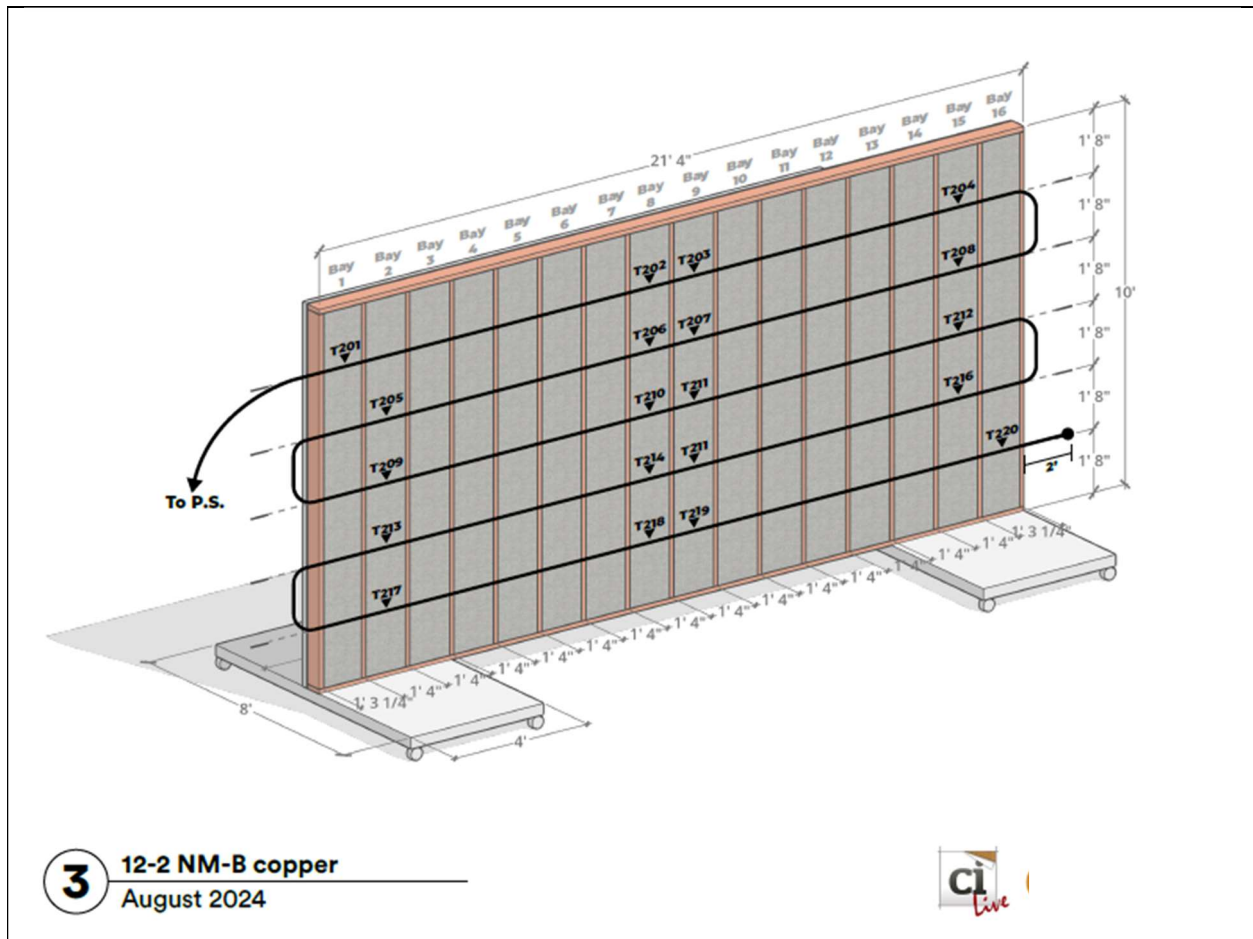 21' 4"
Bay 1
Bay 2
Bay 3
Bay 4
Bay 5
Bay 6
Bay 7
Bay 8
Bay 9
Bay 10
Bay 11
Bay 12
Bay 13
Bay 14
Bay 15
Bay 16
T201
T202
T203
T204
T205
T206
T207
T208
T209
T210
T211
T212
T213
T214
T211
T216
T217
T218
T219
T220
To P.S.
1' 8"
1' 8"
1' 8"
1' 8"
1' 8"
1' 8"
10'
2'
1' 3 1/4"
1' 4"
1' 4"
1' 4"
1' 4"
1' 4"
1' 4"
1' 4"
1' 4"
1' 4"
1' 4"
1' 4"
1' 4"
1' 4"
1' 4"
1' 3 1/4"
8'
4'
3
12-2 NM-B copper
August 2024
ci
Live